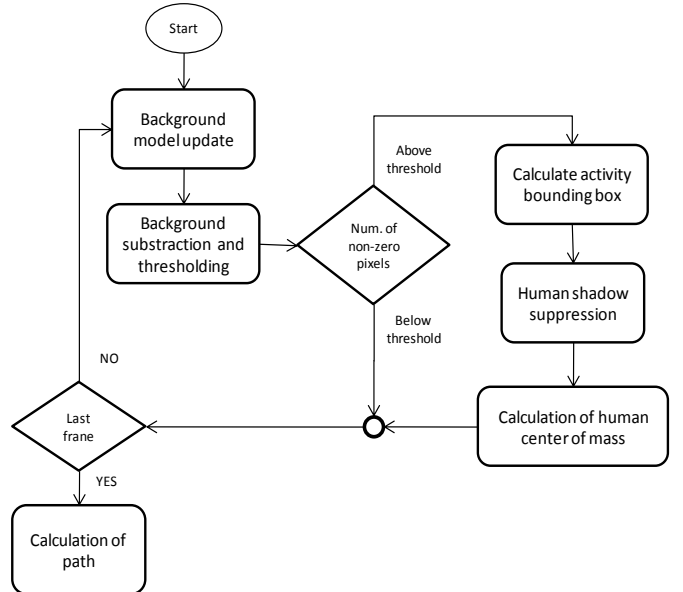 Start
Background
model update
Background
substraction and
thresholding
Num. of
non-zero
pixels
Above
threshold
Below
threshold
Calculate activity
bounding box
Human shadow
suppression
Calculation of human
center of mass
Last
frane
NO
YES
Calculation of
path